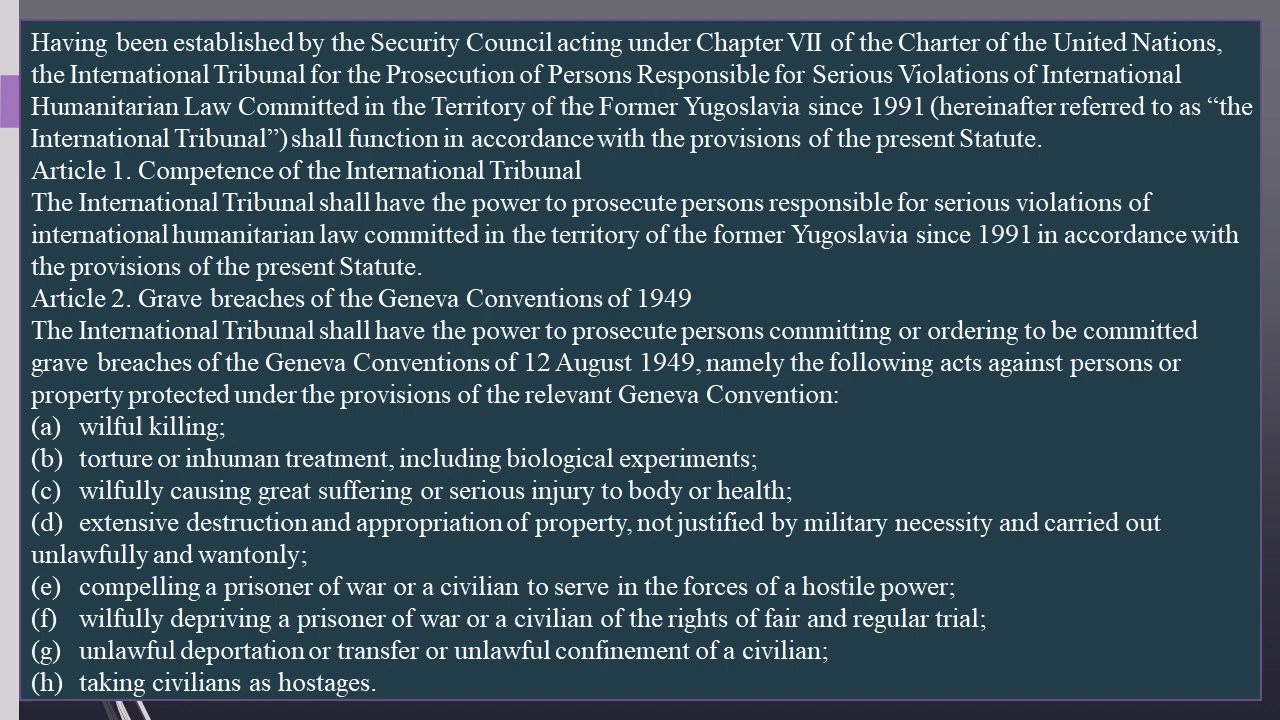 Having been established by the Security Council acting under Chapter VII of the Charter of the United Nations,
the International Tribunal for the Prosecution of Persons Responsible for Serious Violations of International
Humanitarian Law Committed in the Territory of the Former Yugoslavia since 1991 (hereinafter referred to as “the
International Tribunal”) shall function in accordance with the provisions of the present Statute.
Article 1. Competence of the International Tribunal
The International Tribunal shall have the power to prosecute persons responsible for serious violations of
international humanitarian law committed in the territory of the former Yugoslavia since 1991 in accordance with
the provisions of the present Statute.
Article 2. Grave breaches of the Geneva Conventions of 1949
The International Tribunal shall have the power to prosecute persons committing or ordering to be committed
grave breaches of the Geneva Conventions of 12 August 1949, namely the following acts against persons or
property protected under the provisions of the relevant Geneva Convention:
(a) wilful killing;
(b) torture or inhuman treatment, including biological experiments;
(c) wilfully causing great suffering or serious injury to body or health;
(d) extensive destruction and appropriation of property, not justified by military necessity and carried out
unlawfully and wantonly;
(e) compelling a prisoner of war or a civilian to serve in the forces of a hostile power;
(f) wilfully depriving a prisoner of war or a civilian of the rights of fair and regular trial;
(g) unlawful deportation or transfer or unlawful confinement of a civilian;
(h) taking civilians as hostages.